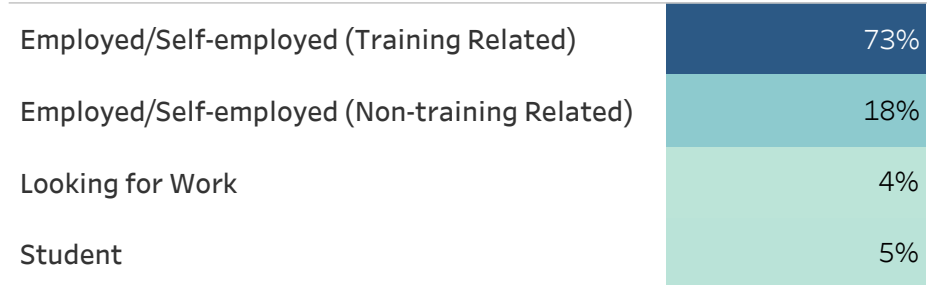 Employed/Self-employed (Training Related) 73%
Employed/Self-employed (Non-training Related) 18%
Looking for Work 4%
Student 5%